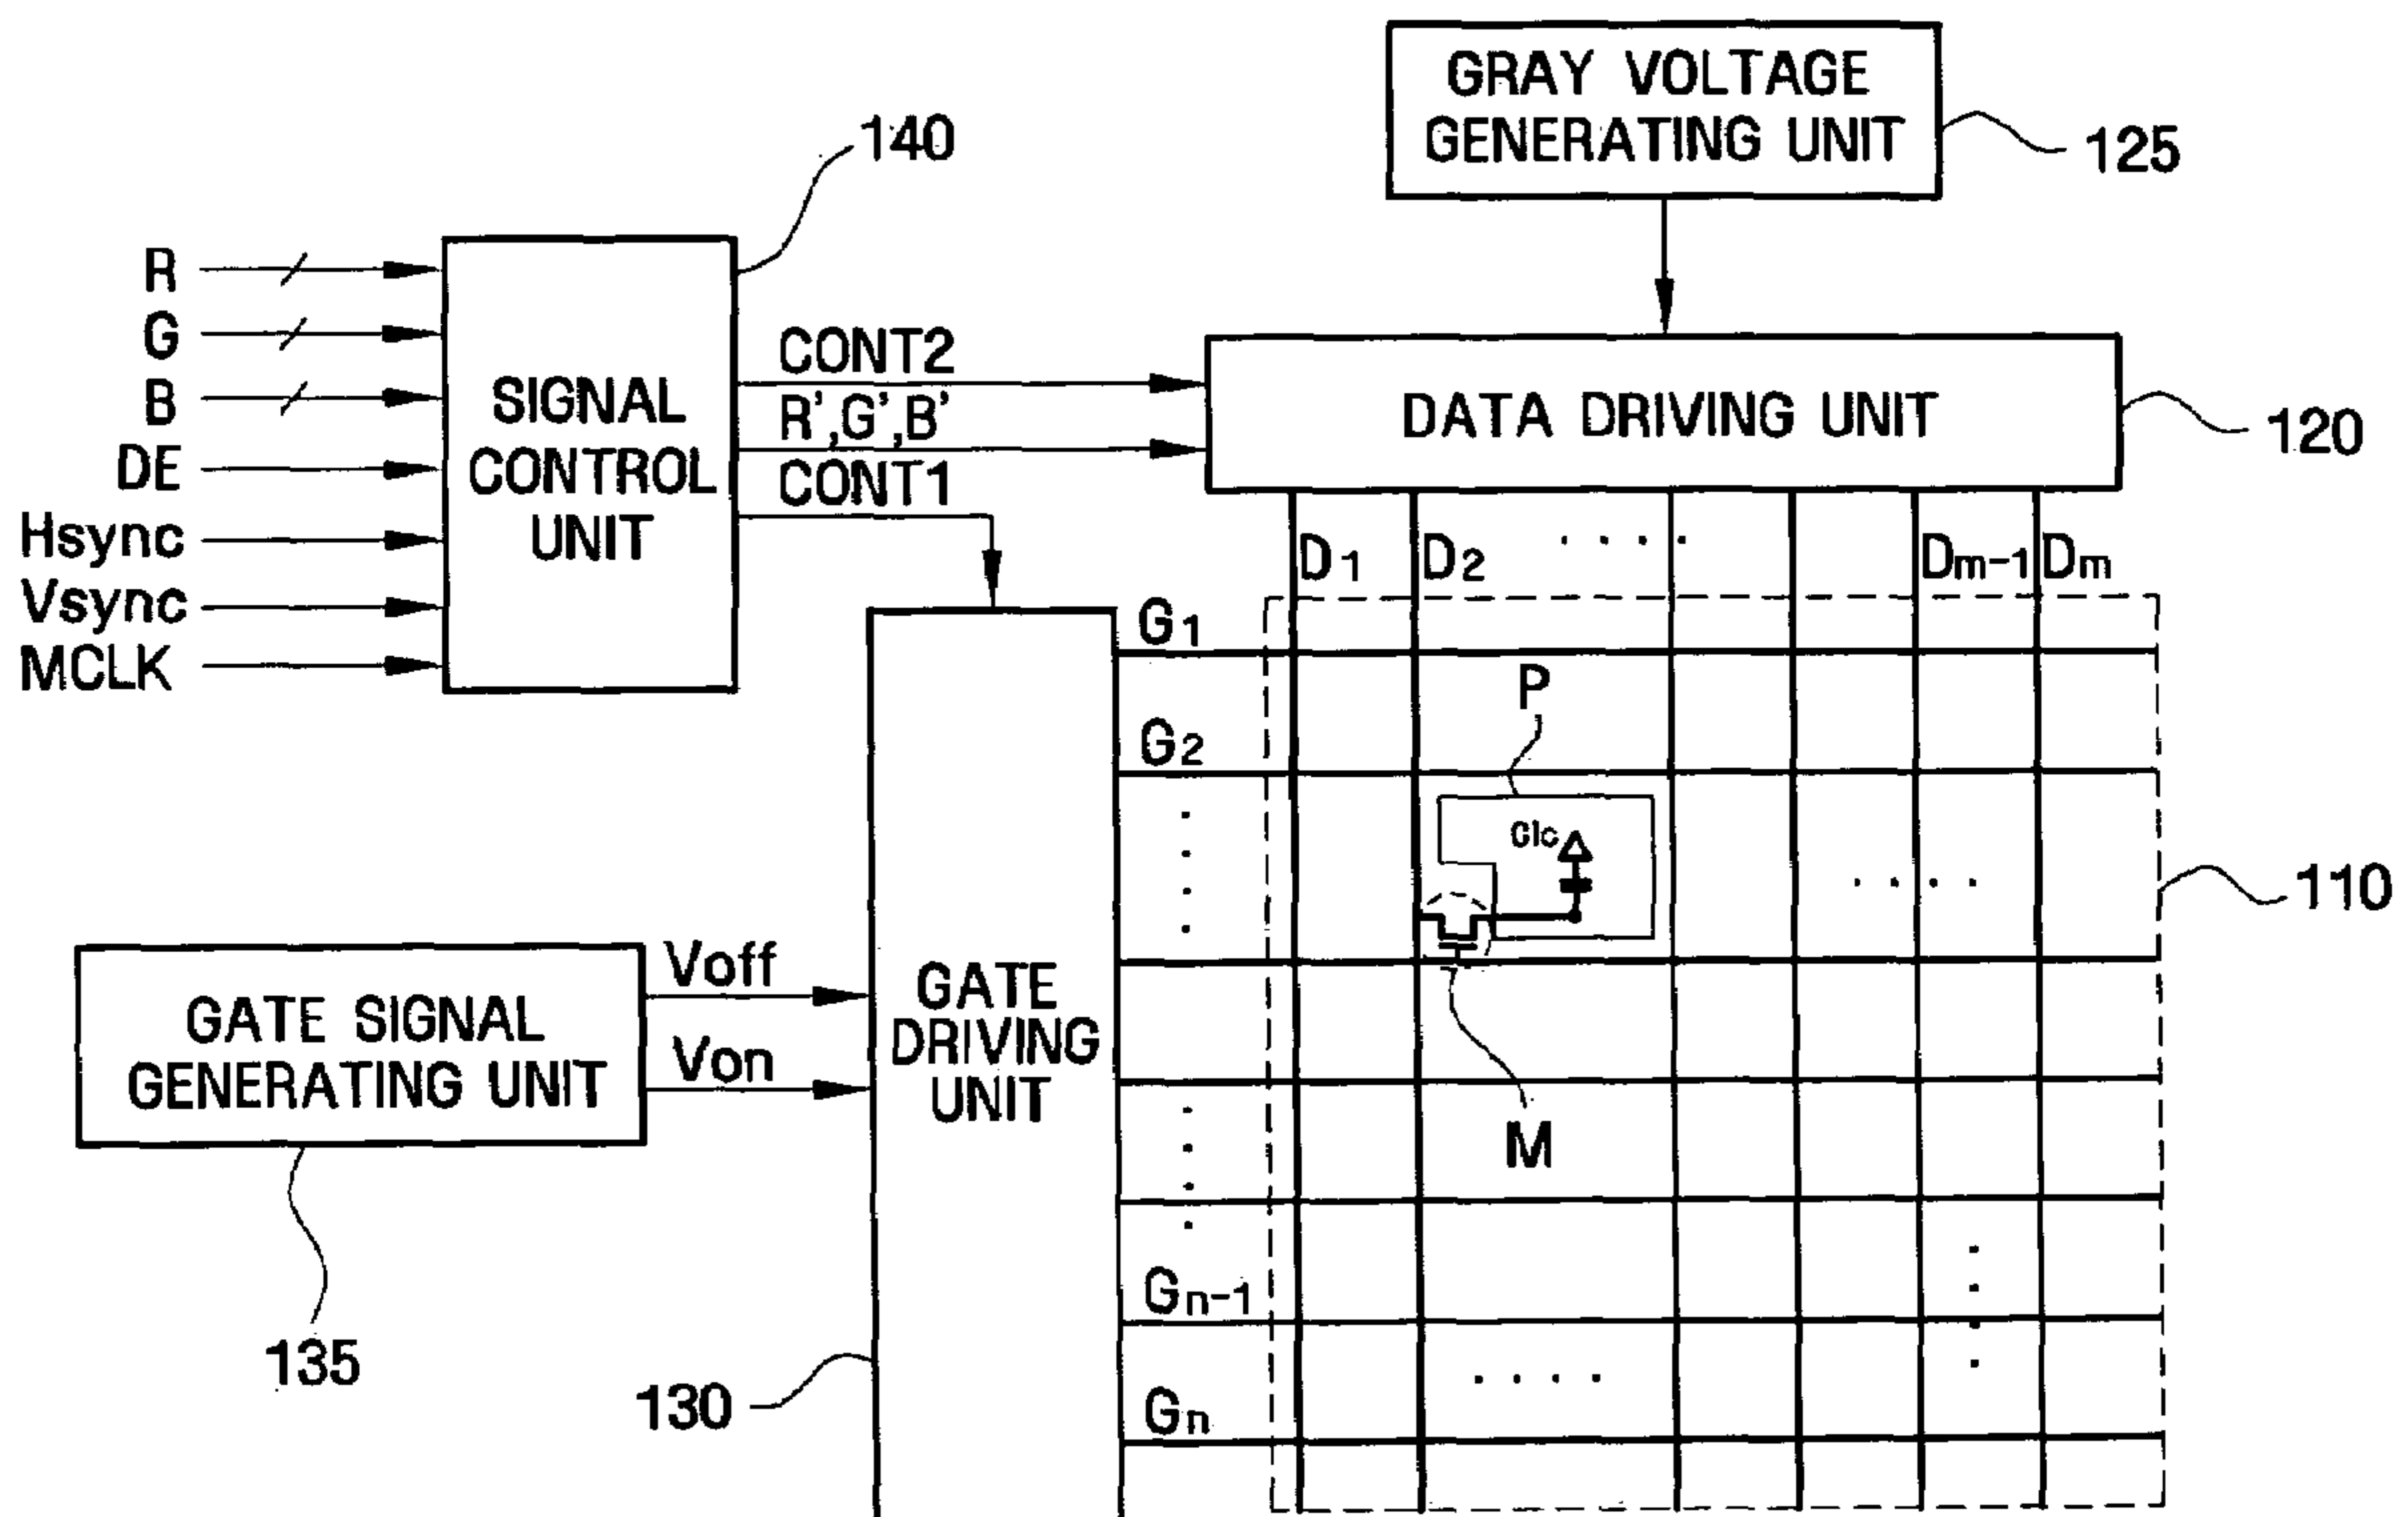 GRAY VOLTAGE
GENERATING UNIT
125
140
R
G
B
DE
Hsync
Vsync
MCLK
SIGNAL
CONTROL
UNIT
CONT2
R',G',B'
CONT1
DATA DRIVING UNIT
120
D1
D2
Dm-1
Dm
G1
G2
P
Clc
110
M
Gn-1
Gn
GATE SIGNAL
GENERATING UNIT
Voff
Von
135
GATE
DRIVING
UNIT
130